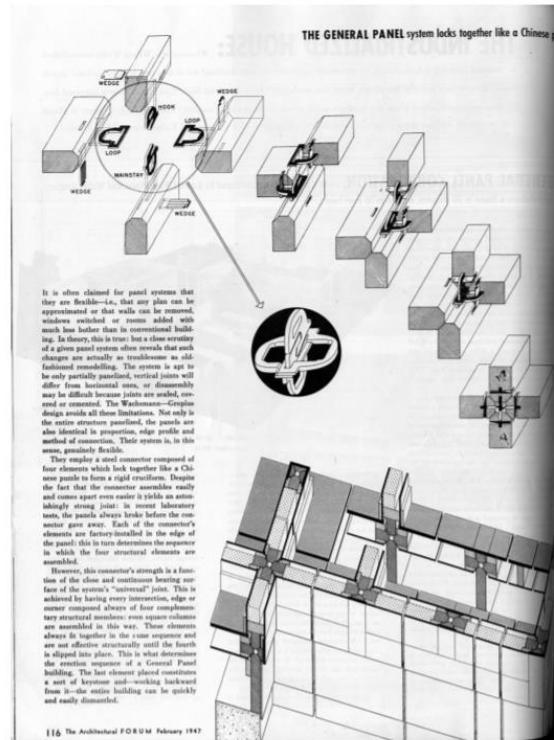 THE GENERAL PANEL system locks together like a Chinese
WEDGE
WEDGE
HOOK
LOOP
LOOP
MAINSTAY
WEDGE
WEDGE
It is often claimed for panel systems that
they are flexible—i.e., that any plan can be
approximated or that walls can be removed,
windows switched or rooms added with
much less bother than in conventional build-
ing. In theory, this is true: but a close scrutiny
of a given panel system often reveals that such
changes are actually as troublesome as old-
fashioned remodelling. The system is apt to
be only partially panelized, vertical joints will
differ from horizontal ones, or disassembly
may be difficult because joints are sealed, cov-
ered or cemented. The Wachsmann—Gropius
design avoids all these limitations. Not only is
the entire structure panelized, the panels are
also identical in proportion, edge profile and
method of connection. Their system is, in this
sense, genuinely flexible.
They employ a steel connector composed of
four elements which lock together like a Chi-
nese puzzle to form a rigid cruciform. Despite
the fact that the connector assembles easily
and comes apart even easier it yields an aston-
ishingly strong joint: in recent laboratory
tests, the panels always broke before the con-
nector gave away. Each of the connector's
elements are factory-installed in the edge of
the panel: this in turn determines the sequence
in which the four structural elements are
assembled.
However, this connector's strength is a func-
tion of the close and continuous bearing sur-
face of the system's "universal" joint. This is
achieved by having every intersection, edge or
corner composed always of four complemen-
tary structural members: even square columns
are assembled in this way. These elements
always fit together in the same sequence and
are not effective structurally until the fourth
is slipped into place. This is what determines
the erection sequence of a General Panel
building. The last element placed constitutes
a sort of keystone and—working backward
from it—the entire building can be quickly
and easily dismantled.
116 The Architectural FORUM February 1947